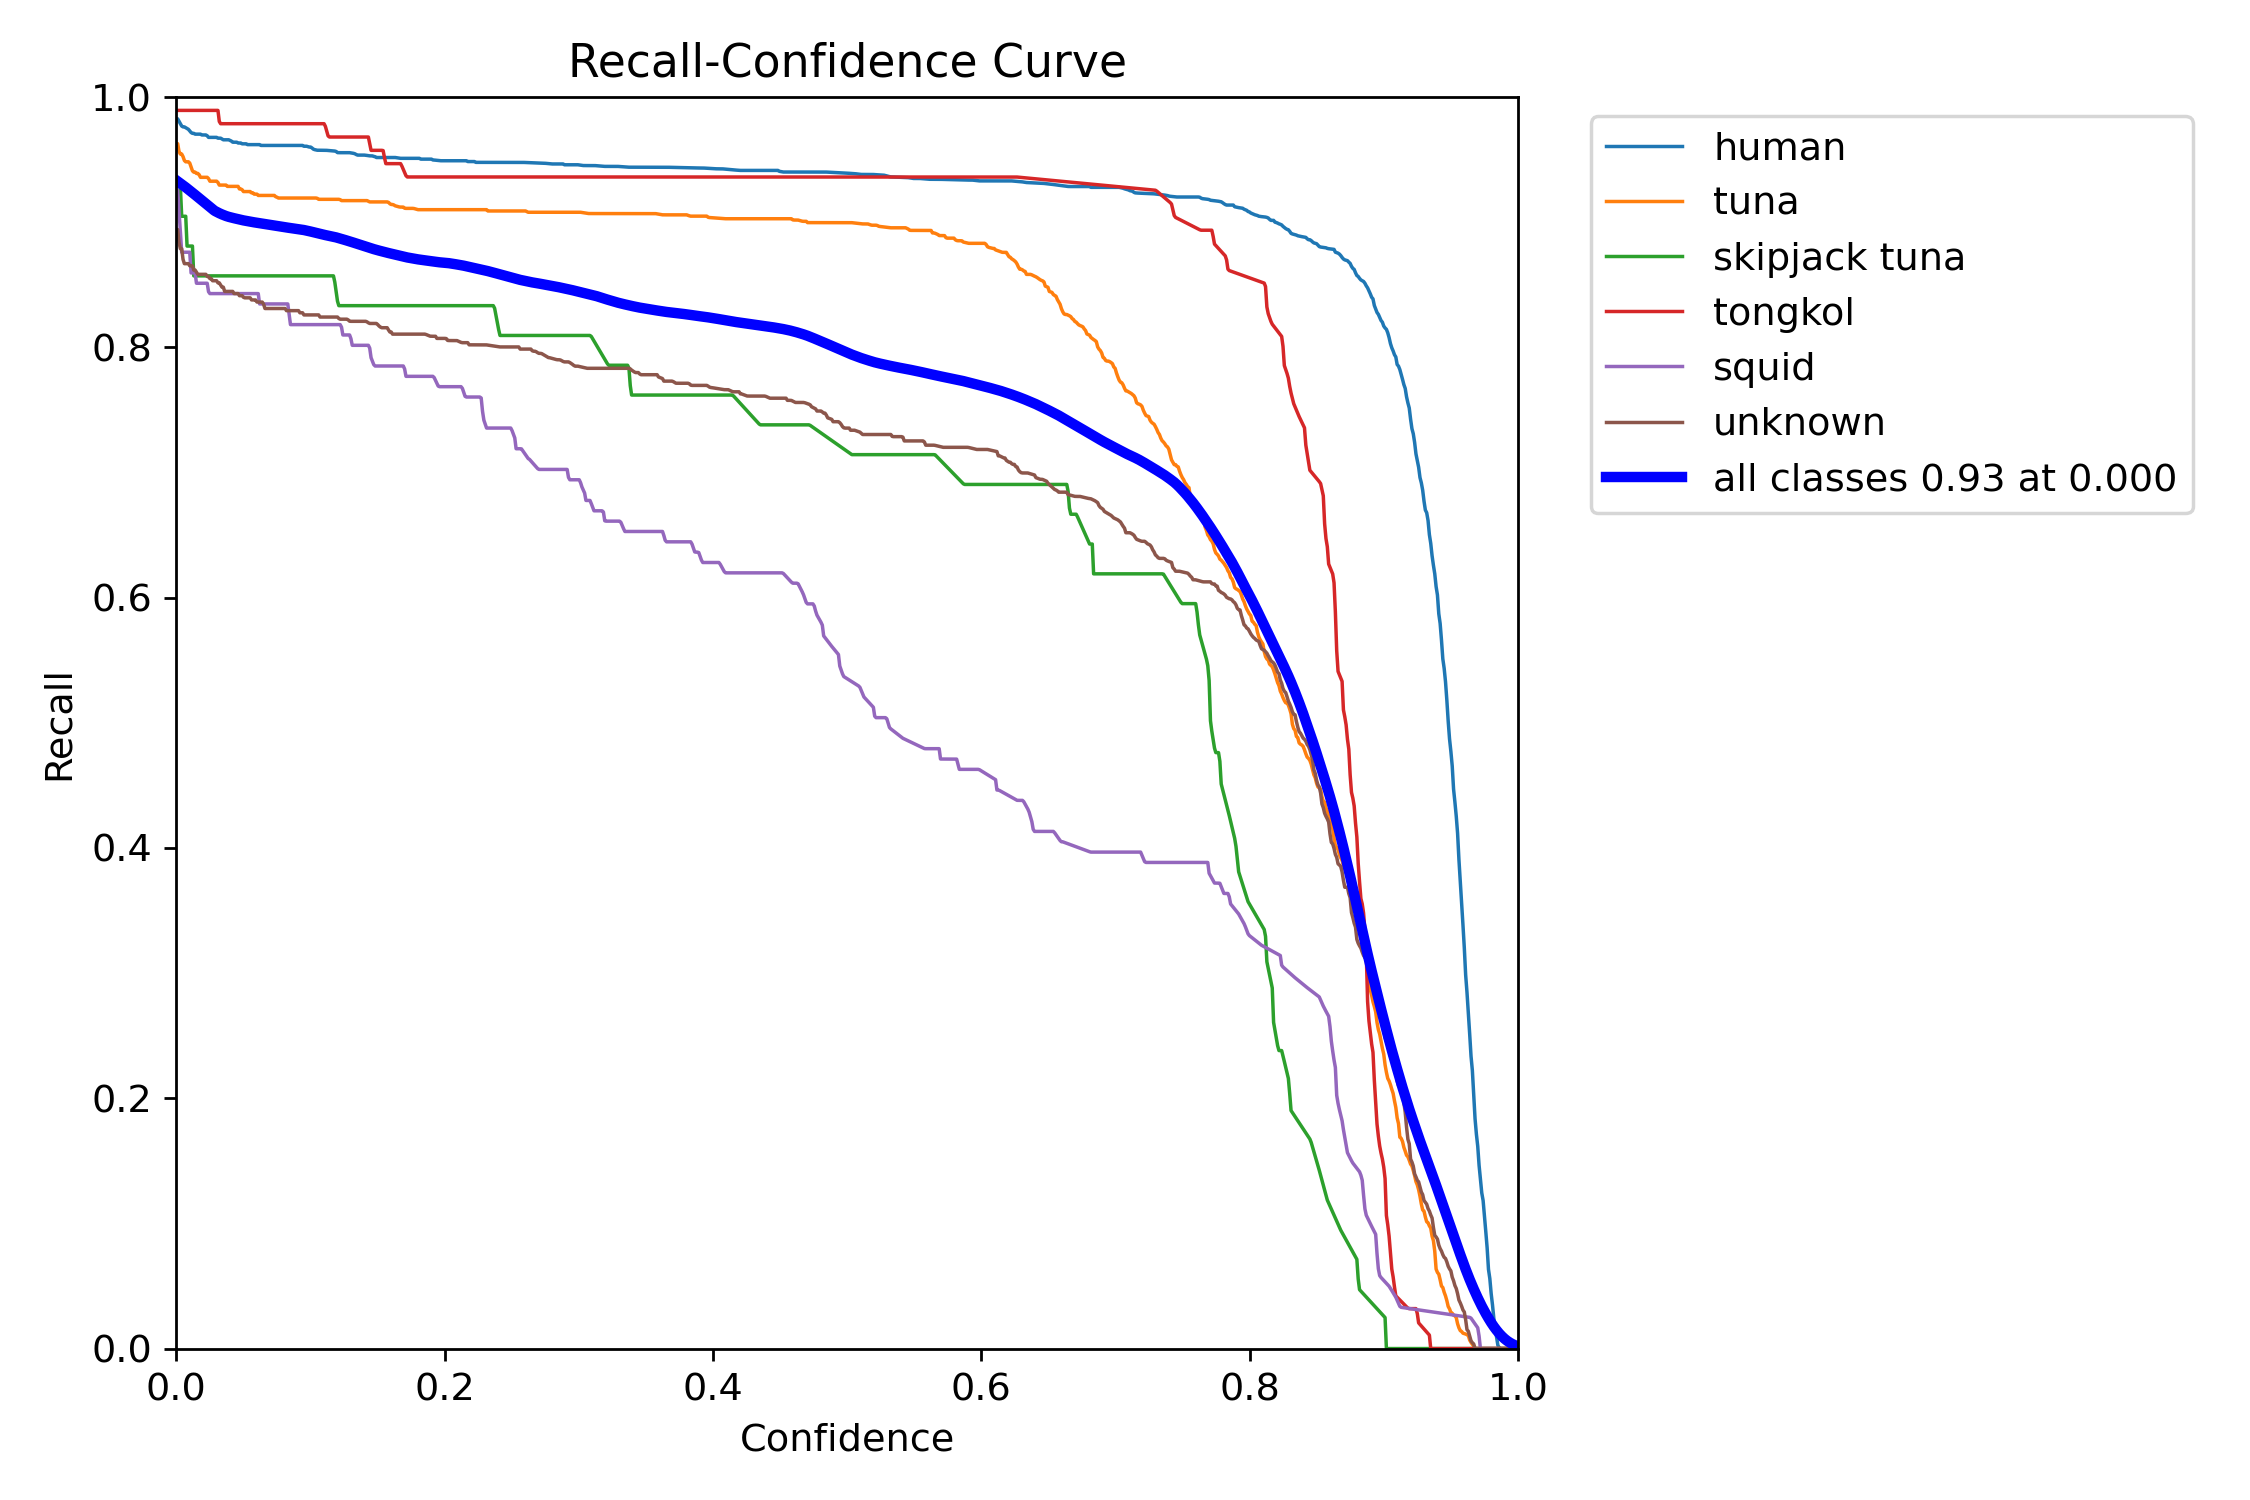 Recall-Confidence Curve
1.0
0.8
0.6
0.4
0.2
0.0
Recall
0.0 0.2 0.4 0.6 0.8 1.0
Confidence
human
tuna
skipjack tuna
tongkol
squid
unknown
all classes 0.93 at 0.000